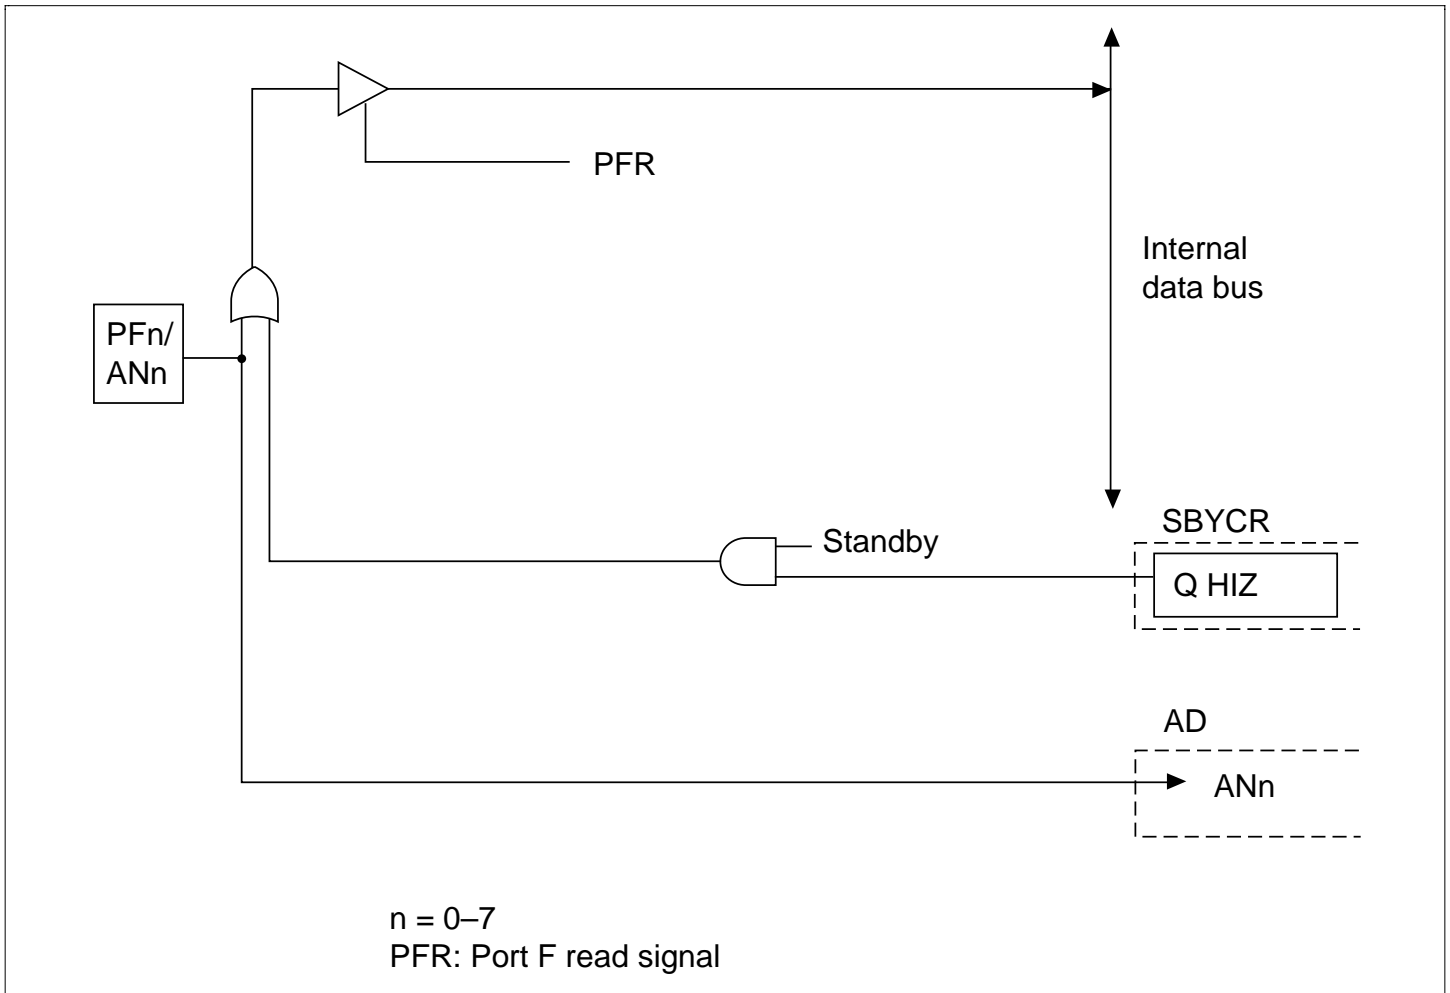 PFR
Internal
data bus
PFn/
ANn
SBYCR
Standby
Q HIZ
AD
ANn
n = 0–7
PFR: Port F read signal